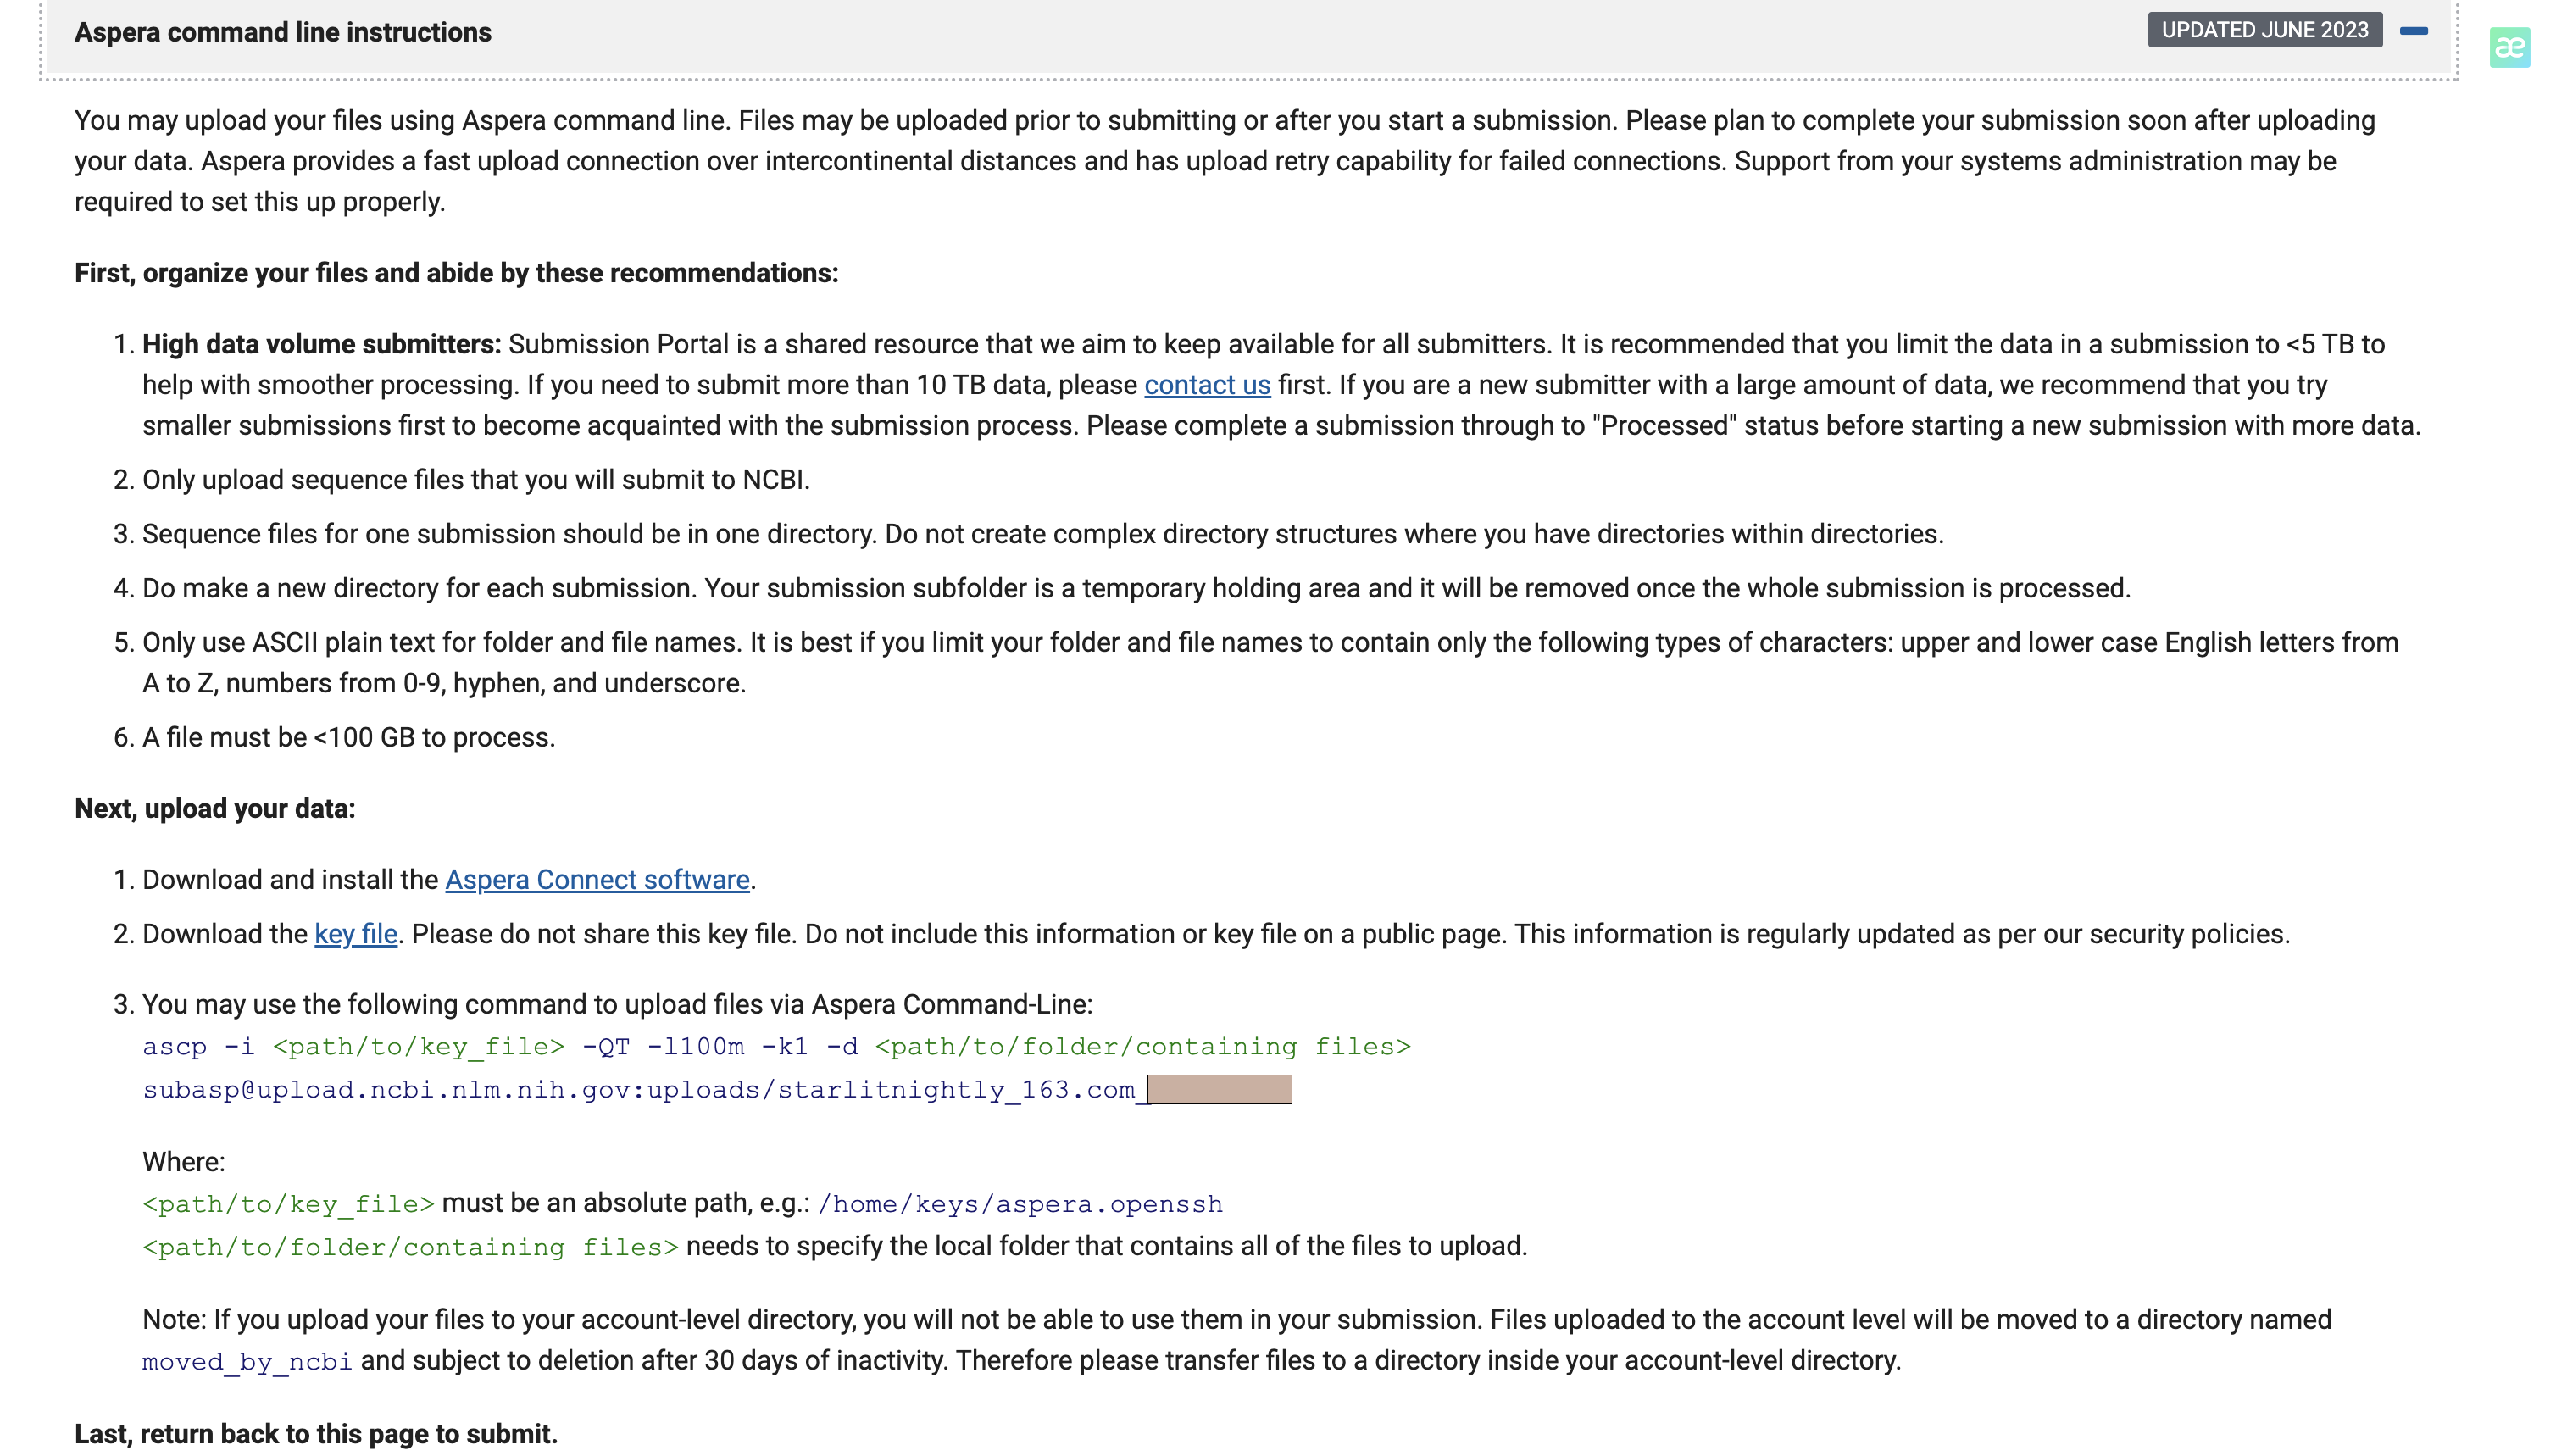 Aspera command line instructions
UPDATED JUNE 2023
æ
You may upload your files using Aspera command line. Files may be uploaded prior to submitting or after you start a submission. Please plan to complete your submission soon after uploading
your data. Aspera provides a fast upload connection over intercontinental distances and has upload retry capability for failed connections. Support from your systems administration may be
required to set this up properly.
First, organize your files and abide by these recommendations:
1. High data volume submitters: Submission Portal is a shared resource that we aim to keep available for all submitters. It is recommended that you limit the data in a submission to <5 TB to
help with smoother processing. If you need to submit more than 10 TB data, please contact us first. If you are a new submitter with a large amount of data, we recommend that you try
smaller submissions first to become acquainted with the submission process. Please complete a submission through to "Processed" status before starting a new submission with more data.
2. Only upload sequence files that you will submit to NCBI.
3. Sequence files for one submission should be in one directory. Do not create complex directory structures where you have directories within directories.
4. Do make a new directory for each submission. Your submission subfolder is a temporary holding area and it will be removed once the whole submission is processed.
5. Only use ASCII plain text for folder and file names. It is best if you limit your folder and file names to contain only the following types of characters: upper and lower case English letters from
A to Z, numbers from 0-9, hyphen, and underscore.
6. A file must be <100 GB to process.
Next, upload your data:
1. Download and install the Aspera Connect software.
2. Download the key file. Please do not share this key file. Do not include this information or key file on a public page. This information is regularly updated as per our security policies.
3. You may use the following command to upload files via Aspera Command-Line:
ascp -i <path/to/key_file> -QT -l100m -k1 -d <path/to/folder/containing files>
subasp@upload.ncbi.nlm.nih.gov:uploads/starlitnightly_163.com_
Where:
<path/to/key_file> must be an absolute path, e.g.: /home/keys/aspera.openssh
<path/to/folder/containing files> needs to specify the local folder that contains all of the files to upload.
Note: If you upload your files to your account-level directory, you will not be able to use them in your submission. Files uploaded to the account level will be moved to a directory named
moved_by_ncbi and subject to deletion after 30 days of inactivity. Therefore please transfer files to a directory inside your account-level directory.
Last, return back to this page to submit.